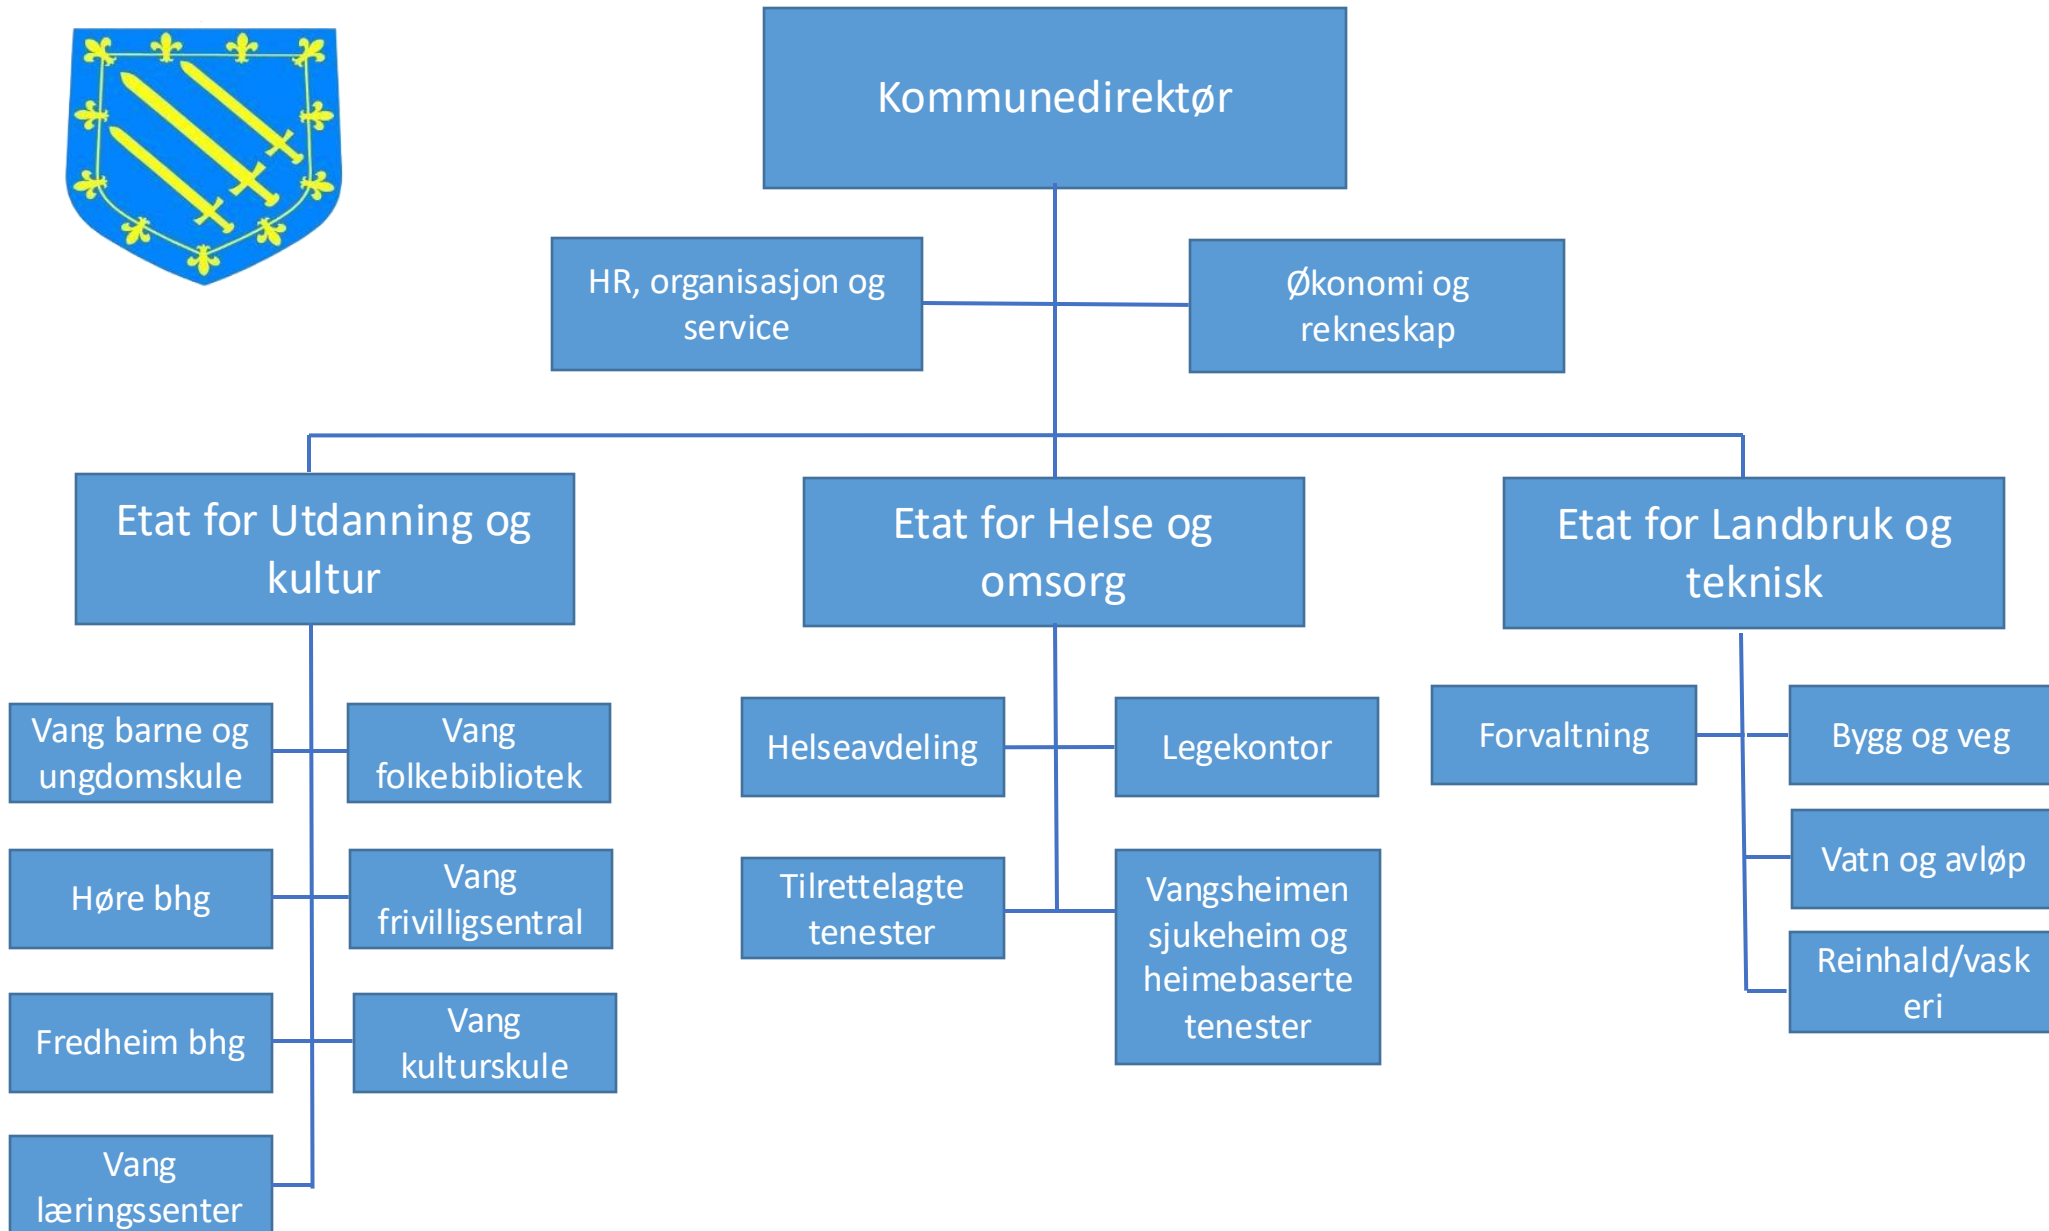 Kommunedirektør
HR, organisasjon og
service
Økonomi og
rekneskap
Etat for Utdanning og
kultur
Etat for Helse og
omsorg
Etat for Landbruk og
teknisk
Vang barne og
ungdomskule
Vang
folkebibliotek
Høre bhg
Vang
frivilligsentral
Fredheim bhg
Vang
kulturskule
Vang
læringssenter
Helseavdeling
Legekontor
Tilrettelagte
tenester
Vangsheimen
sjukeheim og
heimebaserte
tenester
Forvaltning
Bygg og veg
Vatn og avløp
Reinhald/vask
eri